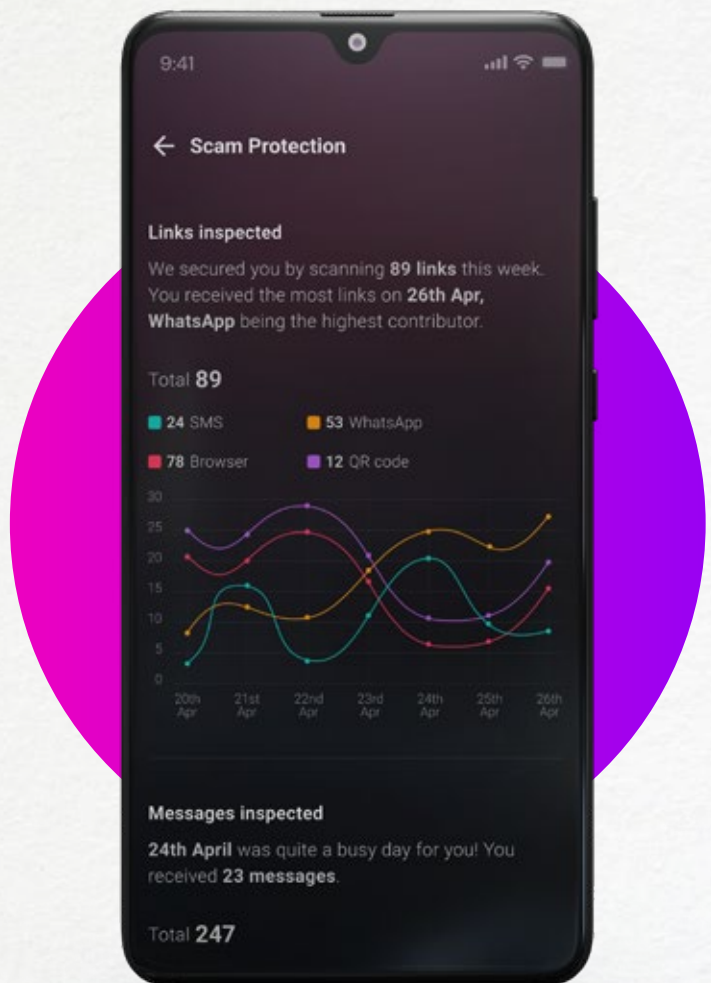 9:41
Scam Protection
Links inspected
We secured you by scanning 89 links this week.
You received the most links on 26th Apr,
WhatsApp being the highest contributor.
Total 89
24 SMS
53 WhatsApp
78 Browser
12 QR code
30
25
20
15
10
5
0
20th Apr
21st Apr
22nd Apr
23rd Apr
24th Apr
25th Apr
26th Apr
Messages inspected
24th April was quite a busy day for you! You
received 23 messages.
Total 247